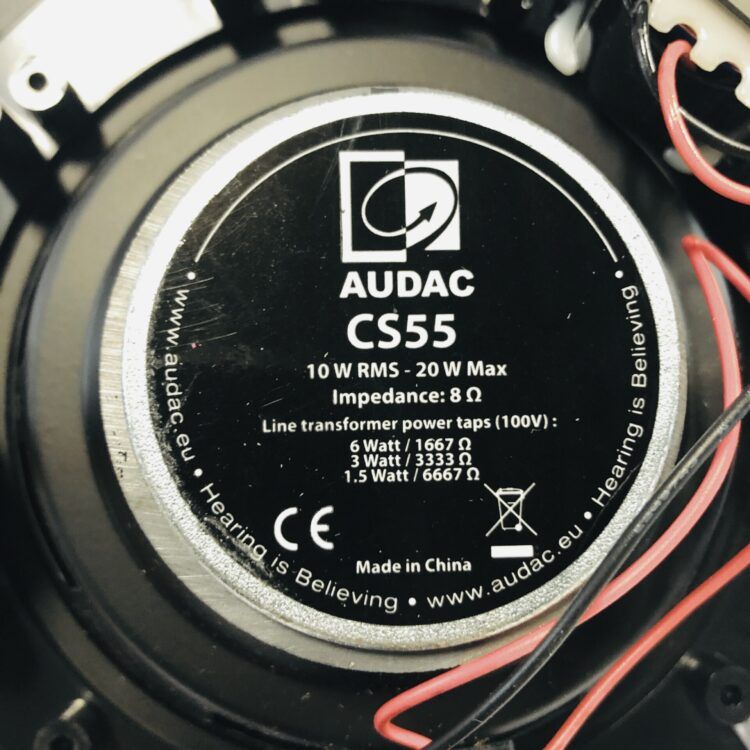 AUDAC
CS55
10 W RMS - 20 W Max
Impedance: 8 Ω
Line transformer power taps (100V) :
6 Watt / 1667 Ω
3 Watt / 3333 Ω
1.5 Watt / 6667 Ω
CE
Made in China
• www.audac.eu • Hearing is Believing • www.audac.eu • Hearing is Believing •